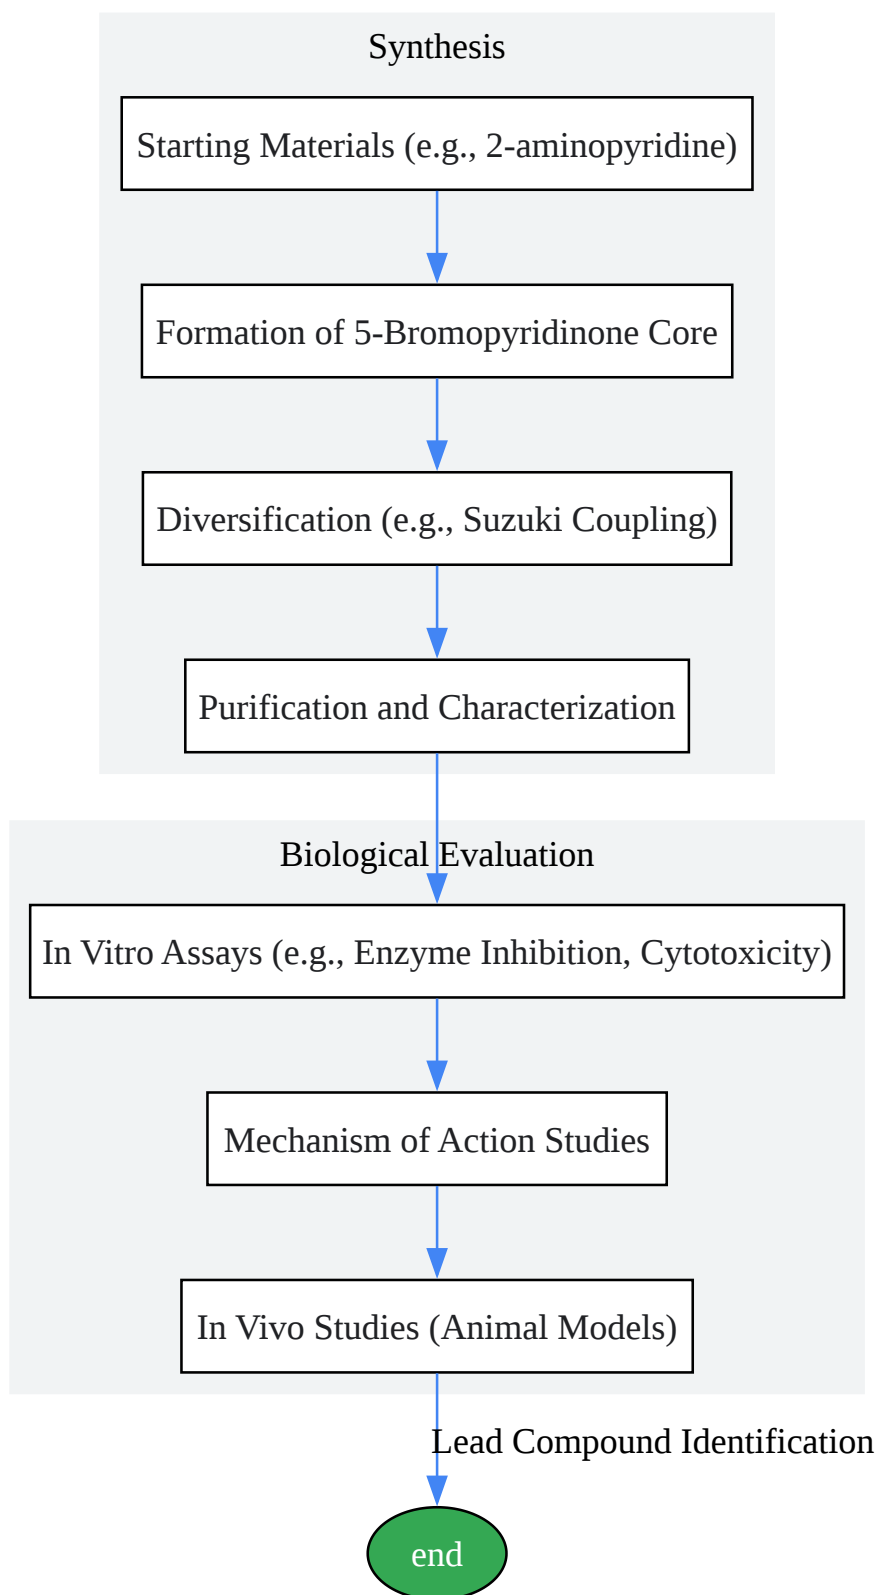 Synthesis
Starting Materials (e.g., 2-aminopyridine)
Formation of 5-Bromopyridinone Core
Diversification (e.g., Suzuki Coupling)
Purification and Characterization
Biological Evaluation
In Vitro Assays (e.g., Enzyme Inhibition, Cytotoxicity)
Mechanism of Action Studies
In Vivo Studies (Animal Models)
Lead Compound Identification
end